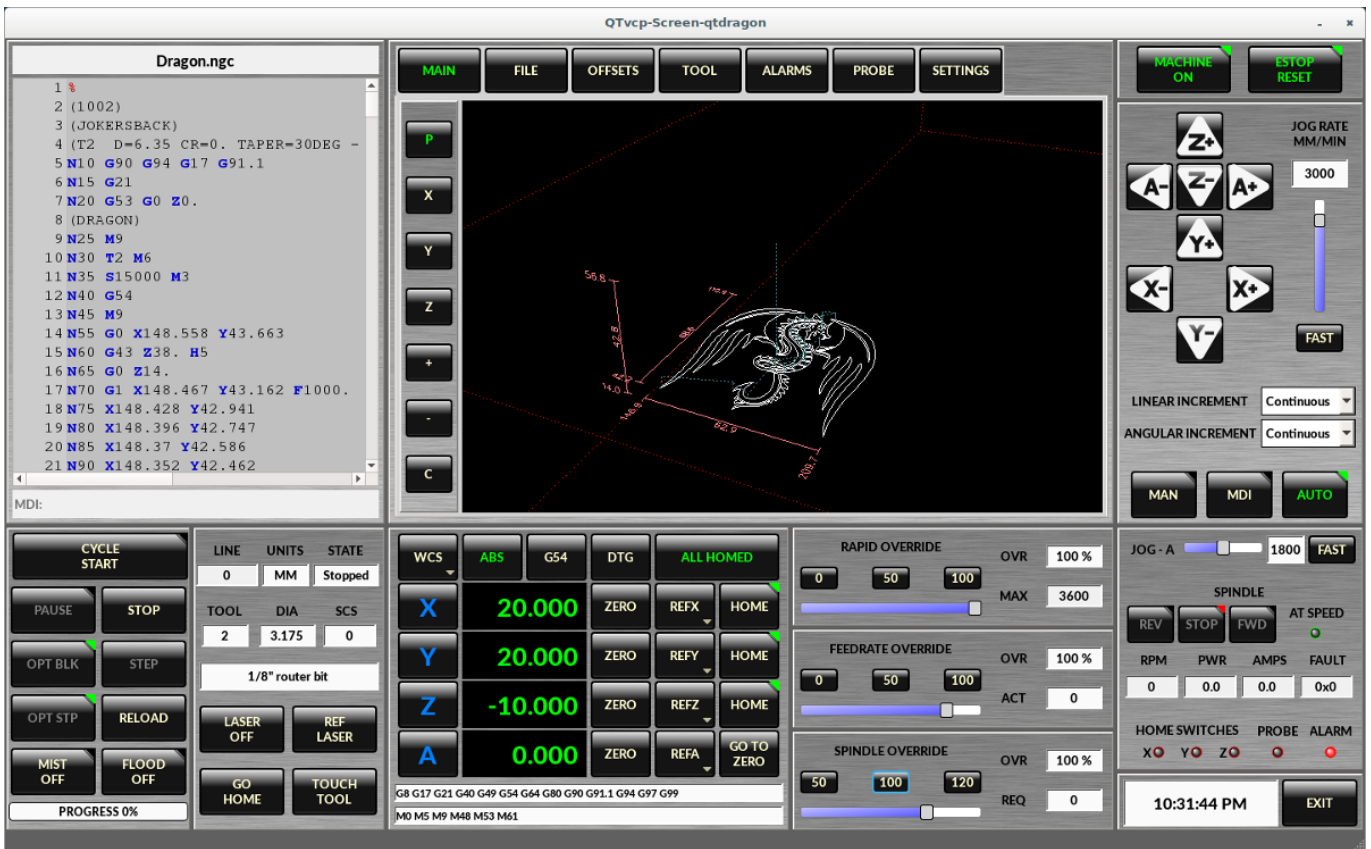 QTvcp-Screen-qtdragon
Dragon.ngc
1 %
2 (1002)
3 (JOKERSBACK)
4 (T2 D=6.35 CR=0. TAPER=30DEG -
5 N10 G90 G94 G17 G91.1
6 N15 G21
7 N20 G53 G0 Z0.
8 (DRAGON)
9 N25 M9
10 N30 T2 M6
11 N35 S15000 M3
12 N40 G54
13 N45 M9
14 N55 G0 X148.558 Y43.663
15 N60 G43 Z38. H5
16 N65 G0 Z14.
17 N70 G1 X148.467 Y43.162 F1000.
18 N75 X148.428 Y42.941
19 N80 X148.396 Y42.747
20 N85 X148.37 Y42.586
21 N90 X148.352 Y42.462
MDI:
MAIN FILE OFFSETS TOOL ALARMS PROBE SETTINGS
P
X
Y
Z
+
-
C
56.8
42.8
14.0
146.8
62.9
209.7
MACHINE ON
ESTOP RESET
Z+
A- Z- A+
Y+
X- X+
Y-
JOG RATE
MM/MIN
3000
FAST
LINEAR INCREMENT Continuous
ANGULAR INCREMENT Continuous
MAN MDI AUTO
CYCLE
START
PAUSE STOP
OPT BLK STEP
OPT STP RELOAD
MIST OFF FLOOD OFF
PROGRESS 0%
LINE UNITS STATE
0 MM Stopped
TOOL DIA SCS
2 3.175 0
1/8" router bit
LASER OFF REF LASER
GO HOME TOUCH TOOL
WCS ABS G54 DTG ALL HOMED
X 20.000 ZERO REFX HOME
Y 20.000 ZERO REFY HOME
Z -10.000 ZERO REFZ HOME
A 0.000 ZERO REFA GO TO ZERO
G8 G17 G21 G40 G49 G54 G64 G80 G90 G91.1 G94 G97 G99
M0 M5 M9 M48 M53 M61
RAPID OVERRIDE OVR 100 %
0 50 100
MAX 3600
FEEDRATE OVERRIDE OVR 100 %
0 50 100
ACT 0
SPINDLE OVERRIDE OVR 100 %
50 100 120
REQ 0
JOG - A 1800 FAST
SPINDLE
REV STOP FWD AT SPEED
RPM PWR AMPS FAULT
0 0.0 0.0 0x0
HOME SWITCHES PROBE ALARM
X Y Z
10:31:44 PM EXIT